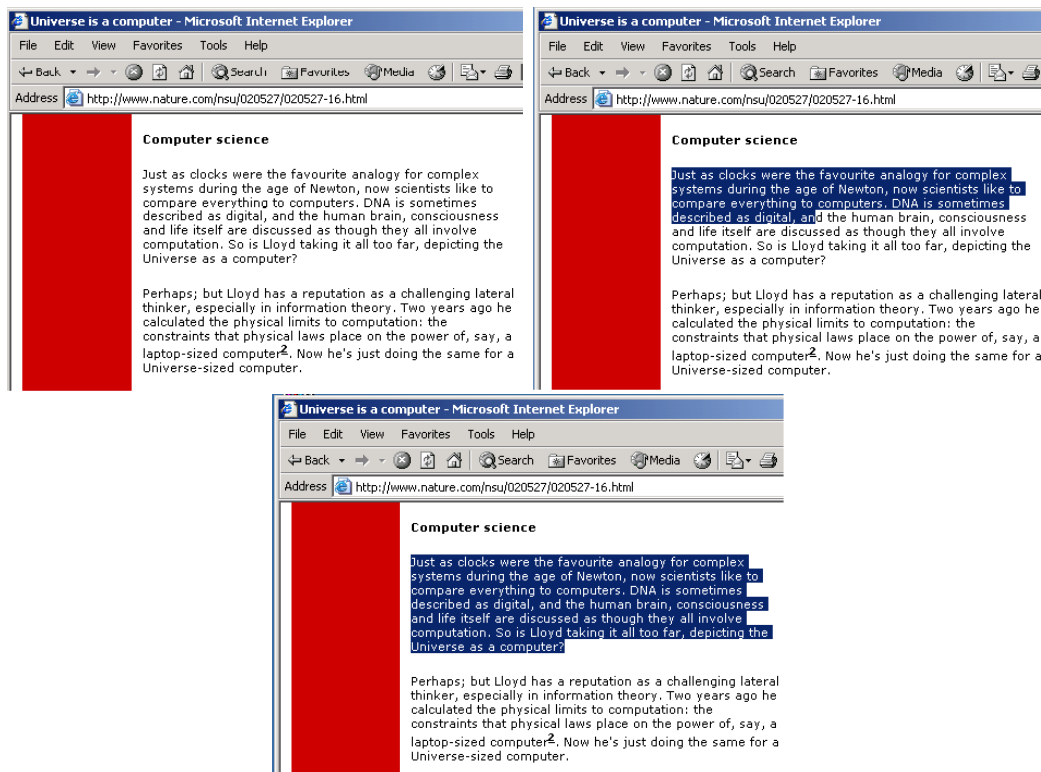 Universe is a computer - Microsoft Internet Explorer
File Edit View Favorites Tools Help
Back Search Favorites Media
Address http://www.nature.com/nsu/020527/020527-16.html
Computer science
Just as clocks were the favourite analogy for complex
systems during the age of Newton, now scientists like to
compare everything to computers. DNA is sometimes
described as digital, and the human brain, consciousness
and life itself are discussed as though they all involve
computation. So is Lloyd taking it all too far, depicting the
Universe as a computer?
Perhaps; but Lloyd has a reputation as a challenging lateral
thinker, especially in information theory. Two years ago he
calculated the physical limits to computation: the
constraints that physical laws place on the power of, say, a
laptop-sized computer2. Now he's just doing the same for a
Universe-sized computer.
Universe is a computer - Microsoft Internet Explorer
File Edit View Favorites Tools Help
Back Search Favorites Media
Address http://www.nature.com/nsu/020527/020527-16.html
Computer science
Just as clocks were the favourite analogy for complex
systems during the age of Newton, now scientists like to
compare everything to computers. DNA is sometimes
described as digital, and the human brain, consciousness
and life itself are discussed as though they all involve
computation. So is Lloyd taking it all too far, depicting the
Universe as a computer?
Perhaps; but Lloyd has a reputation as a challenging lateral
thinker, especially in information theory. Two years ago he
calculated the physical limits to computation: the
constraints that physical laws place on the power of, say, a
laptop-sized computer2. Now he's just doing the same for a
Universe-sized computer.
Universe is a computer - Microsoft Internet Explorer
File Edit View Favorites Tools Help
Back Search Favorites Media
Address http://www.nature.com/nsu/020527/020527-16.html
Computer science
Just as clocks were the favourite analogy for complex
systems during the age of Newton, now scientists like to
compare everything to computers. DNA is sometimes
described as digital, and the human brain, consciousness
and life itself are discussed as though they all involve
computation. So is Lloyd taking it all too far, depicting the
Universe as a computer?
Perhaps; but Lloyd has a reputation as a challenging lateral
thinker, especially in information theory. Two years ago he
calculated the physical limits to computation: the
constraints that physical laws place on the power of, say, a
laptop-sized computer2. Now he's just doing the same for a
Universe-sized computer.